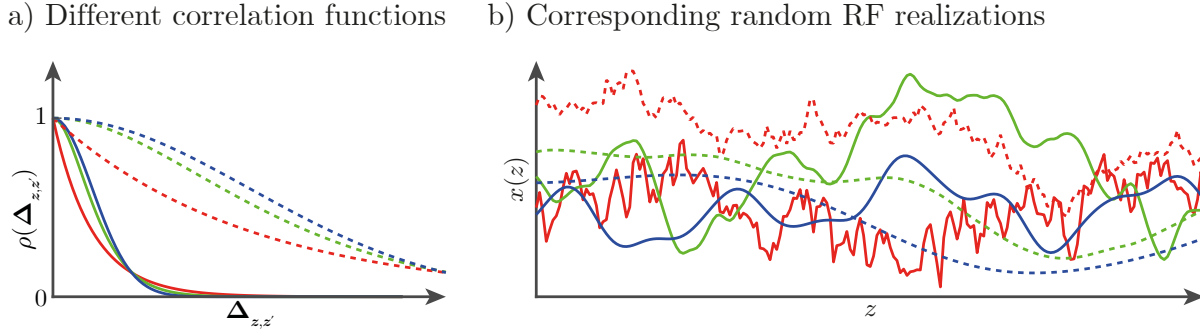 a) Different correlation functions
b) Corresponding random RF realizations
1
ρ(Δz,z′)
0
Δz,z′
x(z)
z